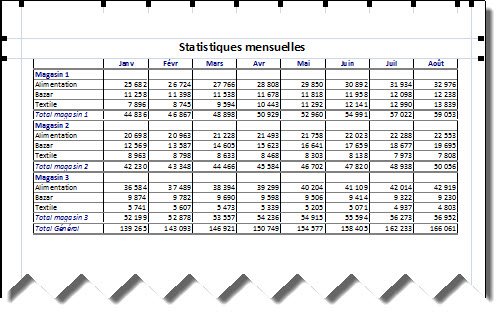 Statistiques mensuelles
Janv Févr Mars Avr Mai Juin Juil Août
Magasin 1
Alimentation 25 682 26 724 27 766 28 808 29 850 30 892 31 934 32 976
Bazar 11 258 11 398 11 538 11 678 11 818 11 958 12 098 12 238
Textile 7 896 8 745 9 594 10 443 11 292 12 141 12 990 13 839
Total magasin 1 44 836 46 867 48 898 50 929 52 960 54 991 57 022 59 053
Magasin 2
Alimentation 20 698 20 963 21 228 21 493 21 758 22 023 22 288 22 553
Bazar 12 569 13 587 14 605 15 623 16 641 17 659 18 677 19 695
Textile 8 963 8 798 8 633 8 468 8 303 8 138 7 973 7 808
Total magasin 2 42 230 43 348 44 466 45 584 46 702 47 820 48 938 50 056
Magasin 3
Alimentation 36 584 37 489 38 394 39 299 40 204 41 109 42 014 42 919
Bazar 9 874 9 782 9 690 9 598 9 506 9 414 9 322 9 230
Textile 5 741 5 607 5 473 5 339 5 205 5 071 4 937 4 803
Total magasin 3 52 199 52 878 53 557 54 236 54 915 55 594 56 273 56 952
Total Général 139 265 143 093 146 921 150 749 154 577 158 405 162 233 166 061